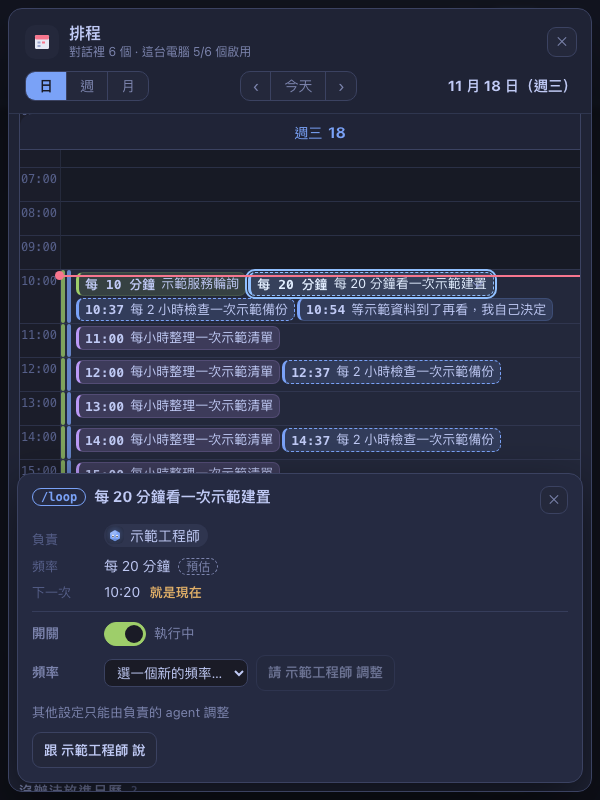 排程
對話裡 6 個 · 這台電腦 5/6 個啟用
日 週 月 ‹ 今天 › 11 月 18 日（週三）
週三 18
07:00
08:00
09:00
10:00
每 10 分鐘 示範服務輪詢 每 20 分鐘 每 20 分鐘看一次示範建置
10:37 每 2 小時檢查一次示範備份 10:54 等示範資料到了再看，我自己決定
11:00 11:00 每小時整理一次示範清單
12:00 12:00 每小時整理一次示範清單 12:37 每 2 小時檢查一次示範備份
13:00 13:00 每小時整理一次示範清單
14:00 14:00 每小時整理一次示範清單 14:37 每 2 小時檢查一次示範備份
15:00 15:00 每小時整理一次示範清單
/loop 每 20 分鐘看一次示範建置
負責 示範工程師
頻率 每 20 分鐘 預估
下一次 10:20 就是現在
開關 執行中
頻率 選一個新的頻率... 請 示範工程師 調整
其他設定只能由負責的 agent 調整
跟 示範工程師 說